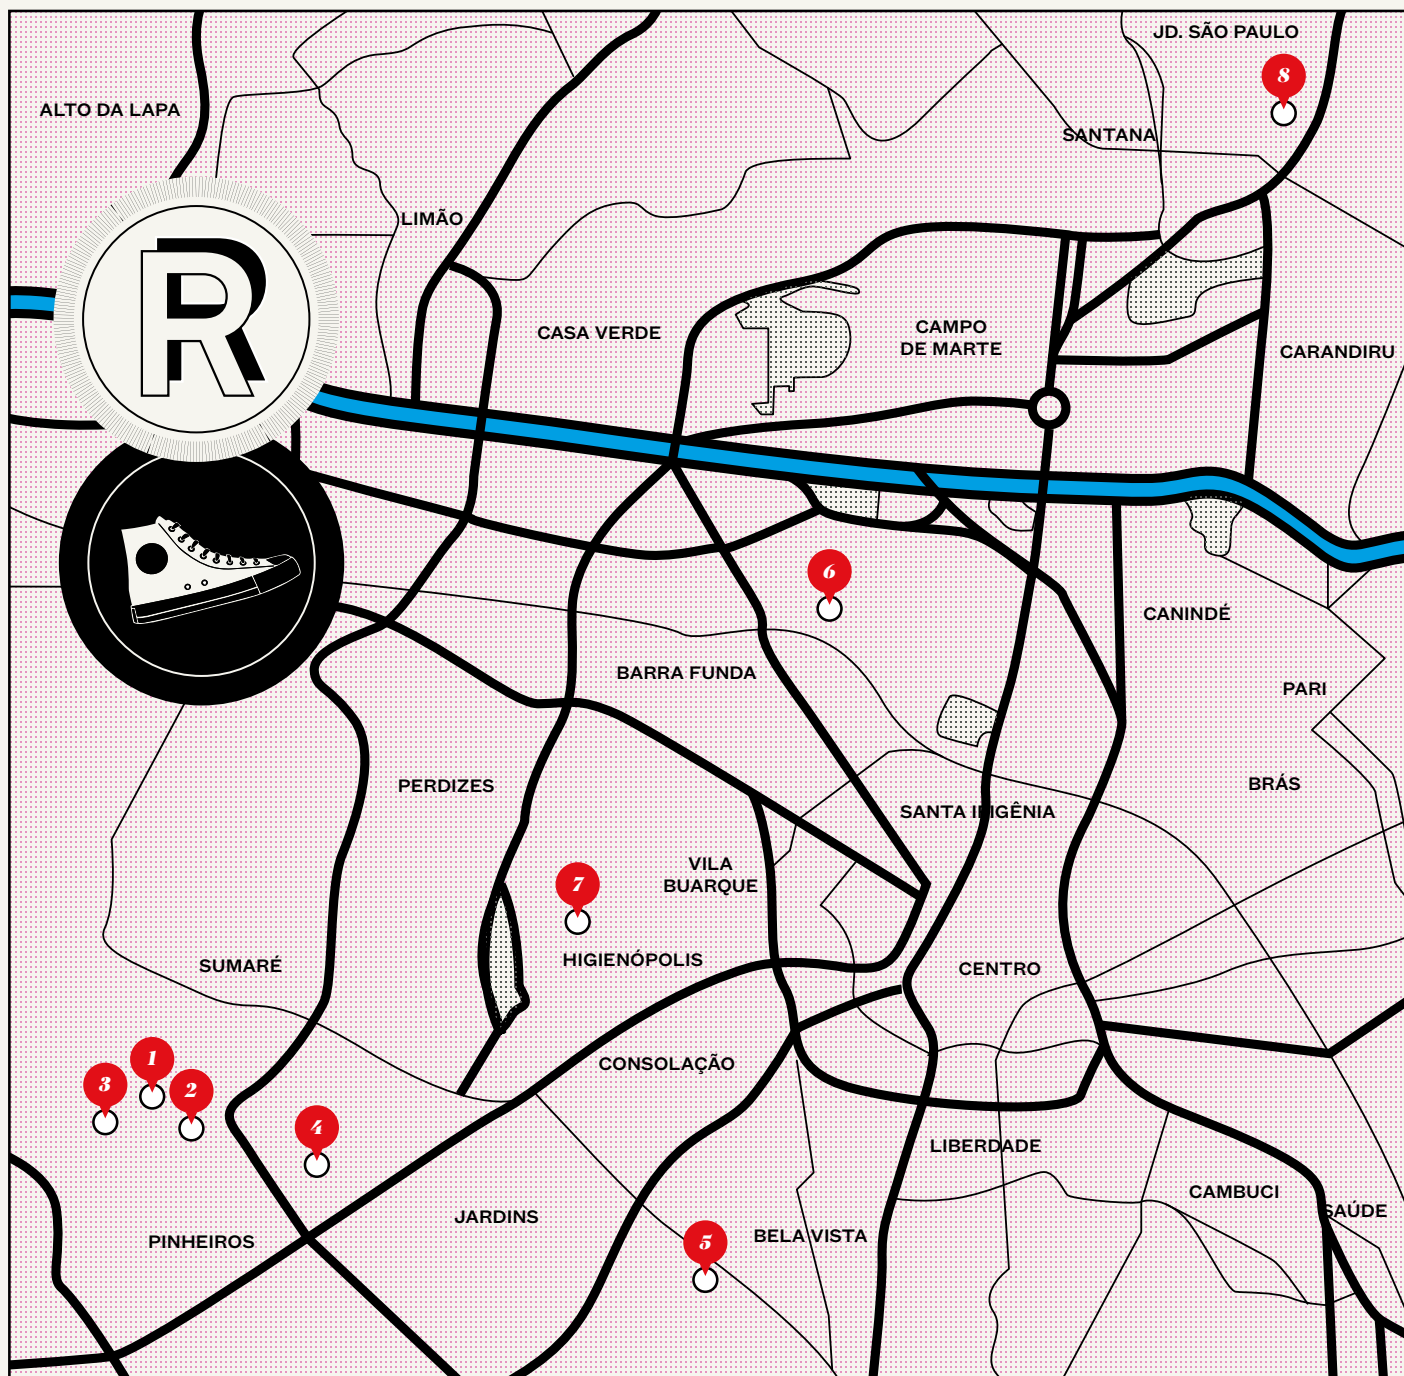 JD. SÃO PAULO
8
ALTO DA LAPA
SANTANA
LIMÃO
R
CASA VERDE
CAMPO
DE MARTE
CARANDIRU
6
CANINDÉ
BARRA FUNDA
PARI
PERDIZES
BRÁS
SANTA IFIGÊNIA
VILA
BUARQUE
7
HIGIENÓPOLIS
SUMARÉ
CENTRO
CONSOLAÇÃO
1
3
2
4
LIBERDADE
CAMBUCI
SAÚDE
JARDINS
BELA VISTA
PINHEIROS
5